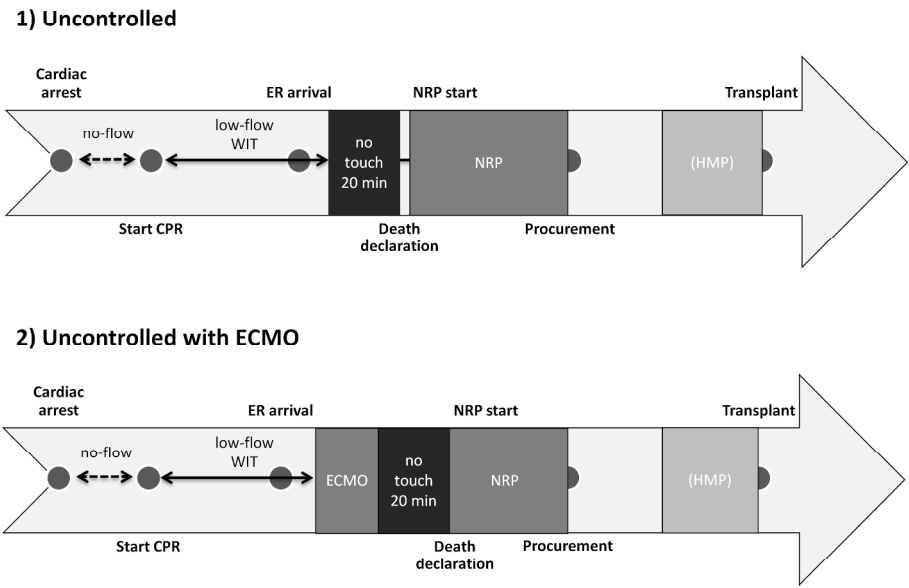 1) Uncontrolled
Cardiac
arrest
ER arrival
NRP start
Transplant
no-flow
low-flow
WIT
no
touch
20 min
NRP
(HMP)
Start CPR
Death
declaration
Procurement
2) Uncontrolled with ECMO
Cardiac
arrest
ER arrival
NRP start
Transplant
no-flow
low-flow
WIT
ECMO
no
touch
20 min
NRP
(HMP)
Start CPR
Death
declaration
Procurement